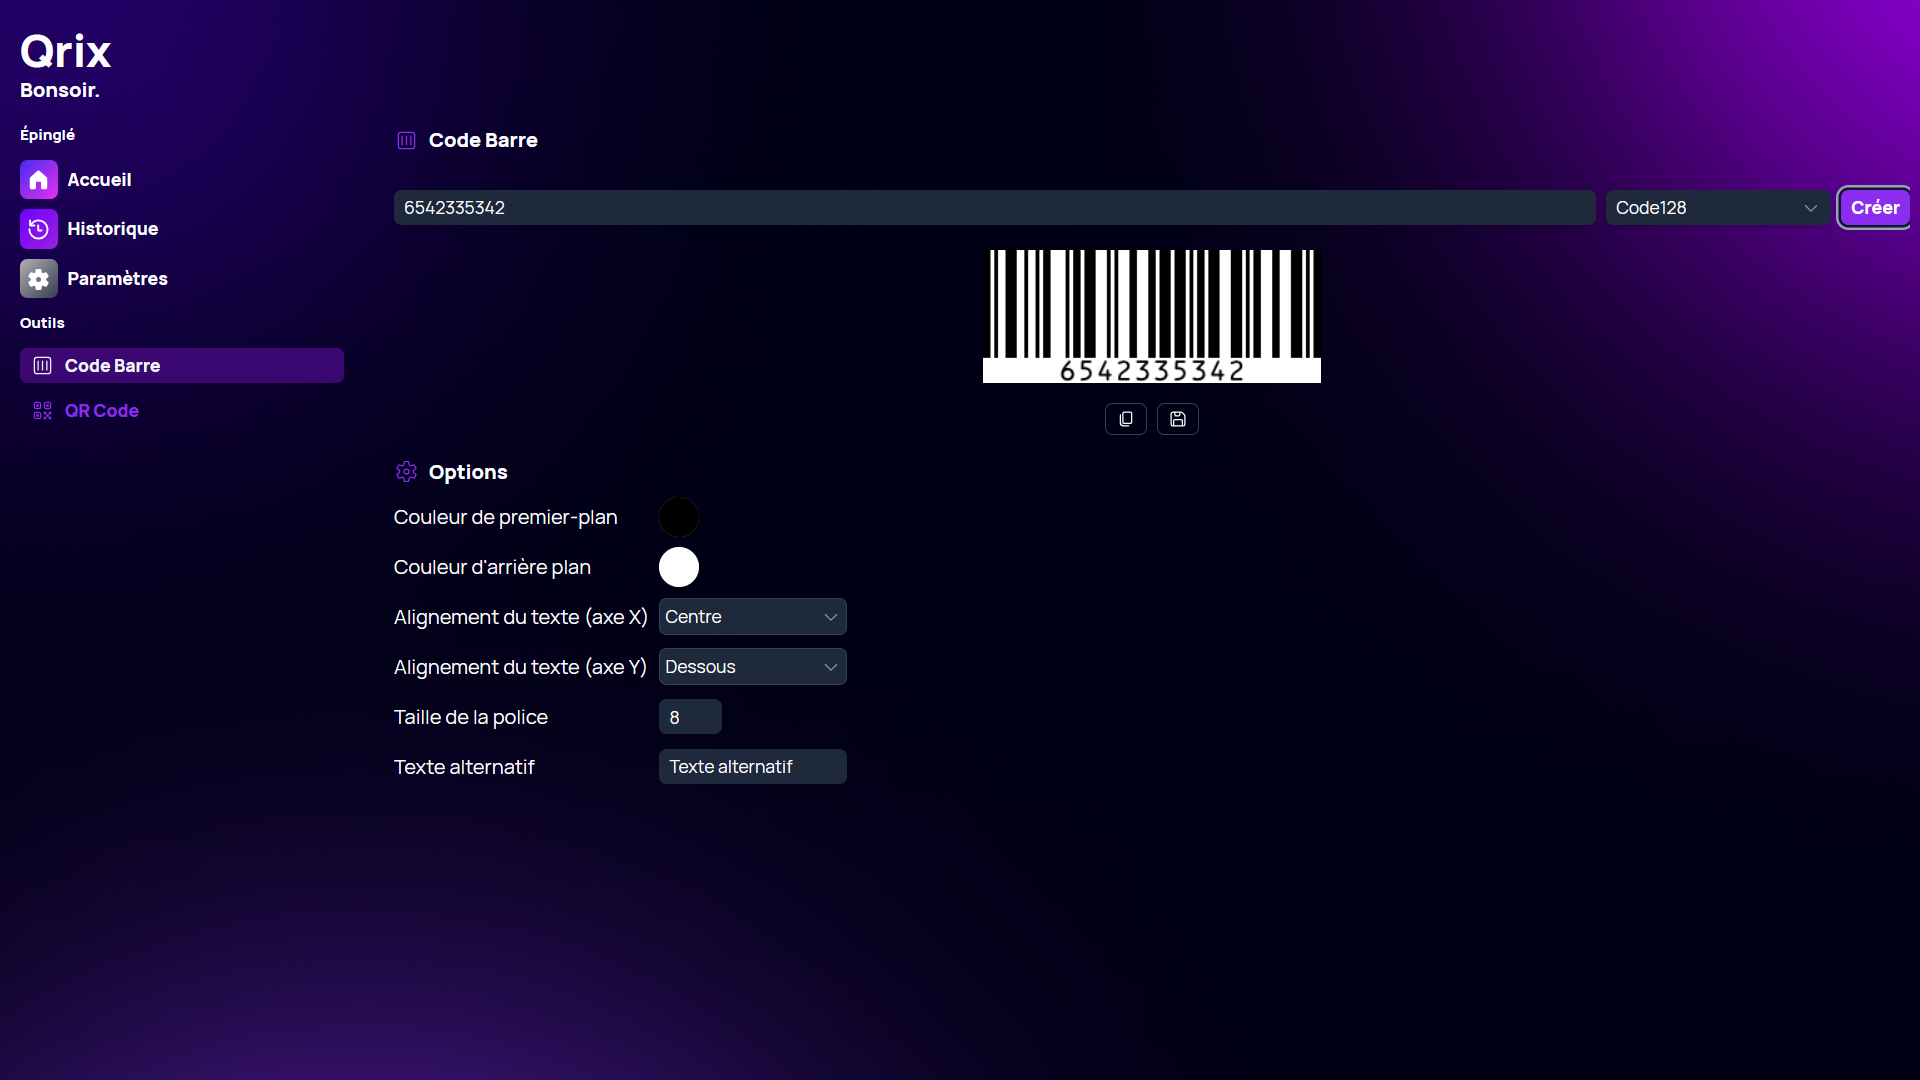 Qrix
Bonsoir.
Épinglé
Accueil
Historique
Paramètres
Outils
Code Barre
QR Code
Code Barre
6542335342
Code128
Créer
6542335342
Options
Couleur de premier-plan
Couleur d'arrière plan
Alignement du texte (axe X)
Centre
Alignement du texte (axe Y)
Dessous
Taille de la police
8
Texte alternatif
Texte alternatif